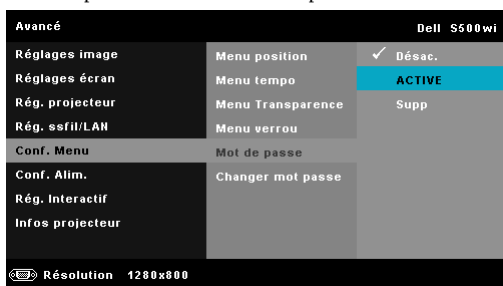 Avancé Dell S500wi
Réglages image Menu position ✓ Désac.
Réglages écran Menu tempo ACTIVE
Rég. projecteur Menu Transparence Supp
Rég. ssfil/LAN Menu verrou
Conf. Menu Mot de passe
Conf. Alim. Changer mot passe
Rég. Interactif
Infos projecteur
Résolution 1280x800